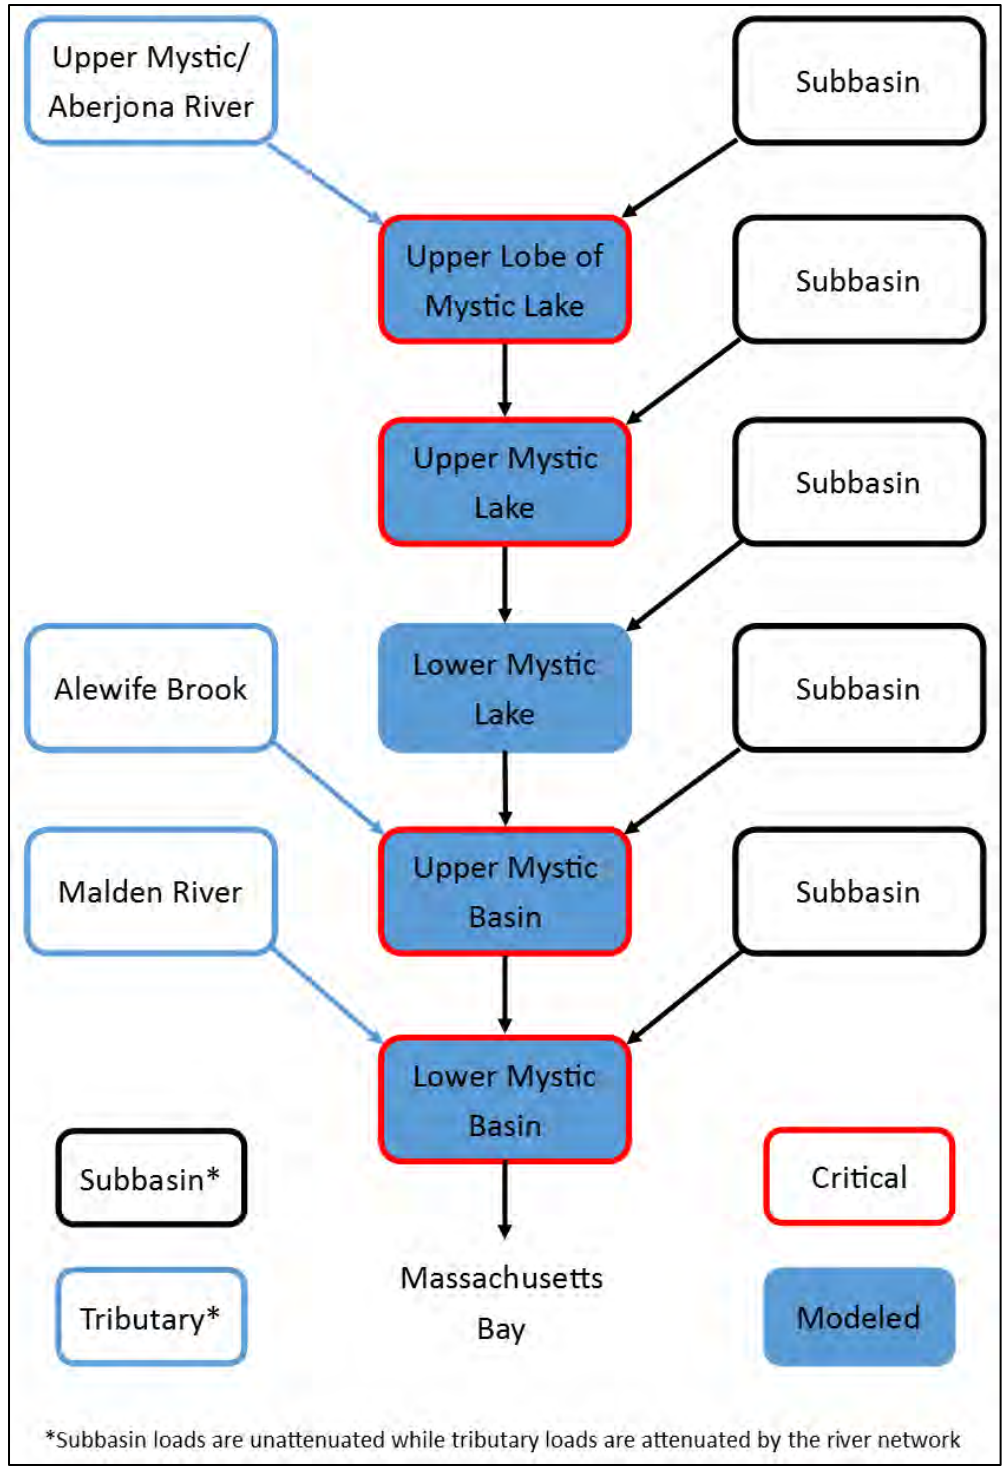 Upper Mystic/
Aberjona River
Subbasin
Upper Lobe of
Mystic Lake
Subbasin
Upper Mystic
Lake
Subbasin
Alewife Brook
Lower Mystic
Lake
Subbasin
Malden River
Upper Mystic
Basin
Subbasin
Lower Mystic
Basin
Subbasin*
Critical
Massachusetts
Bay
Tributary*
Modeled
*Subbasin loads are unattenuated while tributary loads are attenuated by the river network